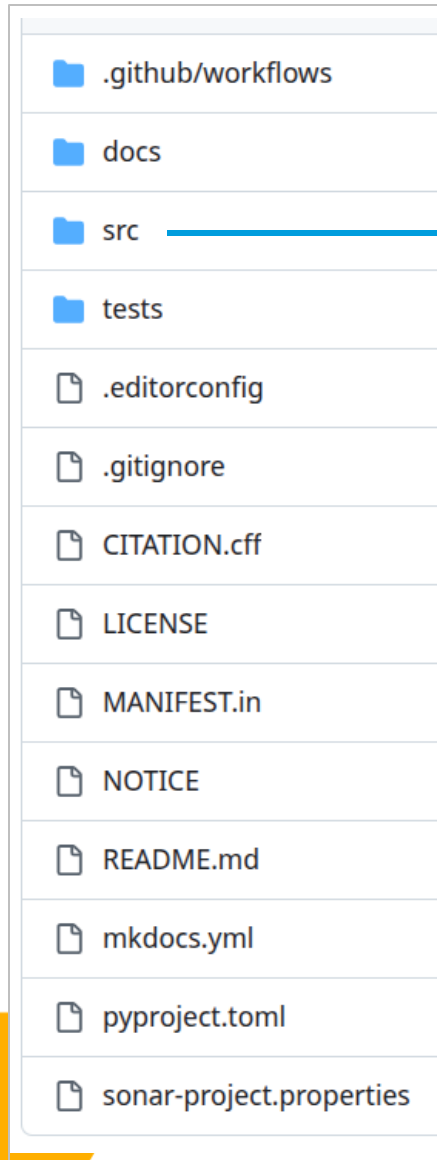 .github/workflows
docs
src
tests
.editorconfig
.gitignore
CITATION.cff
LICENSE
MANIFEST.in
NOTICE
README.md
mkdocs.yml
pyproject.toml
sonar-project.properties